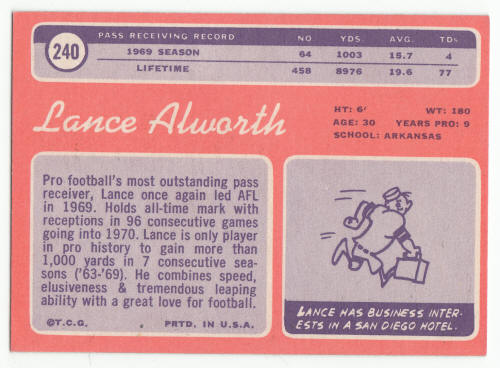 240
PASS RECEIVING RECORD NO YDS. AVG. TDs
1969 SEASON 64 1003 15.7 4
LIFETIME 458 8976 19.6 77
Lance Alworth
HT: 6' WT: 180
AGE: 30 YEARS PRO: 9
SCHOOL: ARKANSAS
Pro football's most outstanding pass
receiver, Lance once again led AFL
in 1969. Holds all-time mark with
receptions in 96 consecutive games
going into 1970. Lance is only player
in pro history to gain more than
1,000 yards in 7 consecutive sea-
sons ('63-'69). He combines speed,
elusiveness & tremendous leaping
ability with a great love for football.
©T.C.G. PRTD. IN U.S.A.
LANCE HAS BUSINESS INTER-
ESTS IN A SAN DIEGO HOTEL.